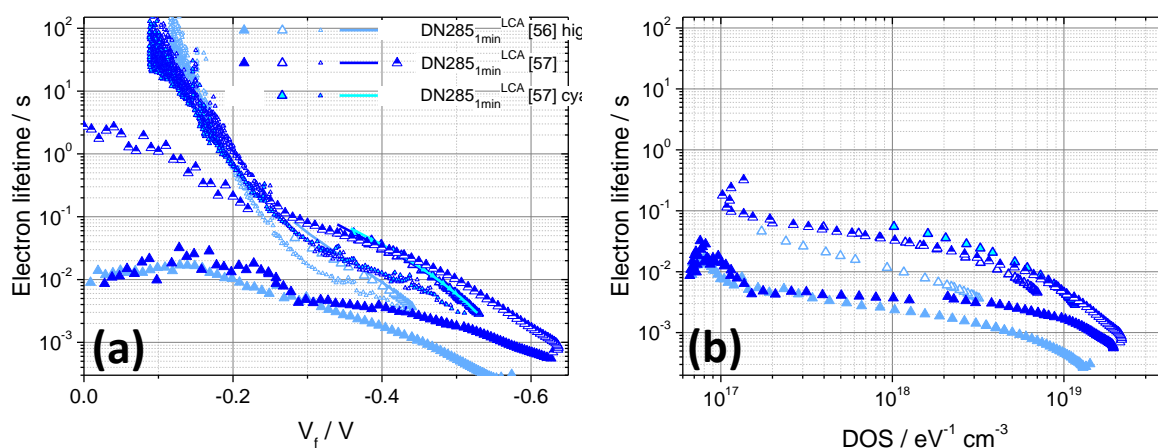 DN285₁ₘᵢₙᴸᶜᴬ [56] hig
DN285₁ₘᵢₙᴸᶜᴬ [57]
DN285₁ₘᵢₙᴸᶜᴬ [57] cya
10² 10¹ 10⁰ 10⁻¹ 10⁻² 10⁻³
Electron lifetime / s
(a)
0.0 -0.2 -0.4 -0.6
V_f / V
10² 10¹ 10⁰ 10⁻¹ 10⁻² 10⁻³
Electron lifetime / s
(b)
10¹⁷ 10¹⁸ 10¹⁹
DOS / eV⁻¹ cm⁻³